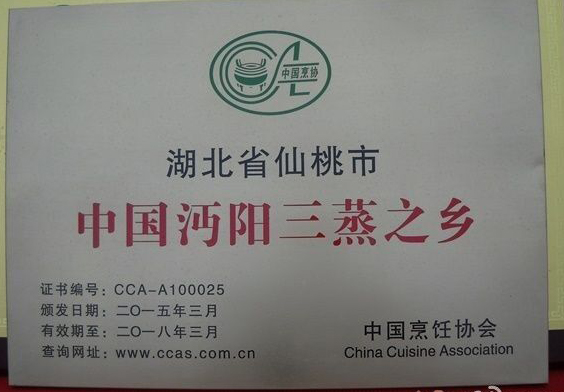 中国烹协
湖北省仙桃市
中国沔阳三蒸之乡
证书编号：CCA-A100025
颁发日期：二〇一五年三月
有效期至：二〇一八年三月
查询网址：www.ccas.com.cn
中国烹饪协会
China Cuisine Association